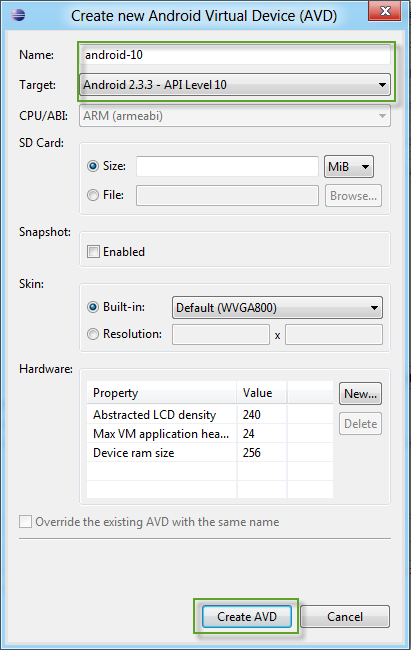 Create new Android Virtual Device (AVD)
Name: android-10
Target: Android 2.3.3 - API Level 10
CPU/ABI: ARM (armeabi)
SD Card:
Size: MiB
File: Browse...
Snapshot:
Enabled
Skin:
Built-in: Default (WVGA800)
Resolution: x
Hardware:
Property Value New...
Abstracted LCD density 240
Delete
Max VM application hea... 24
Device ram size 256
Override the existing AVD with the same name
Create AVD Cancel